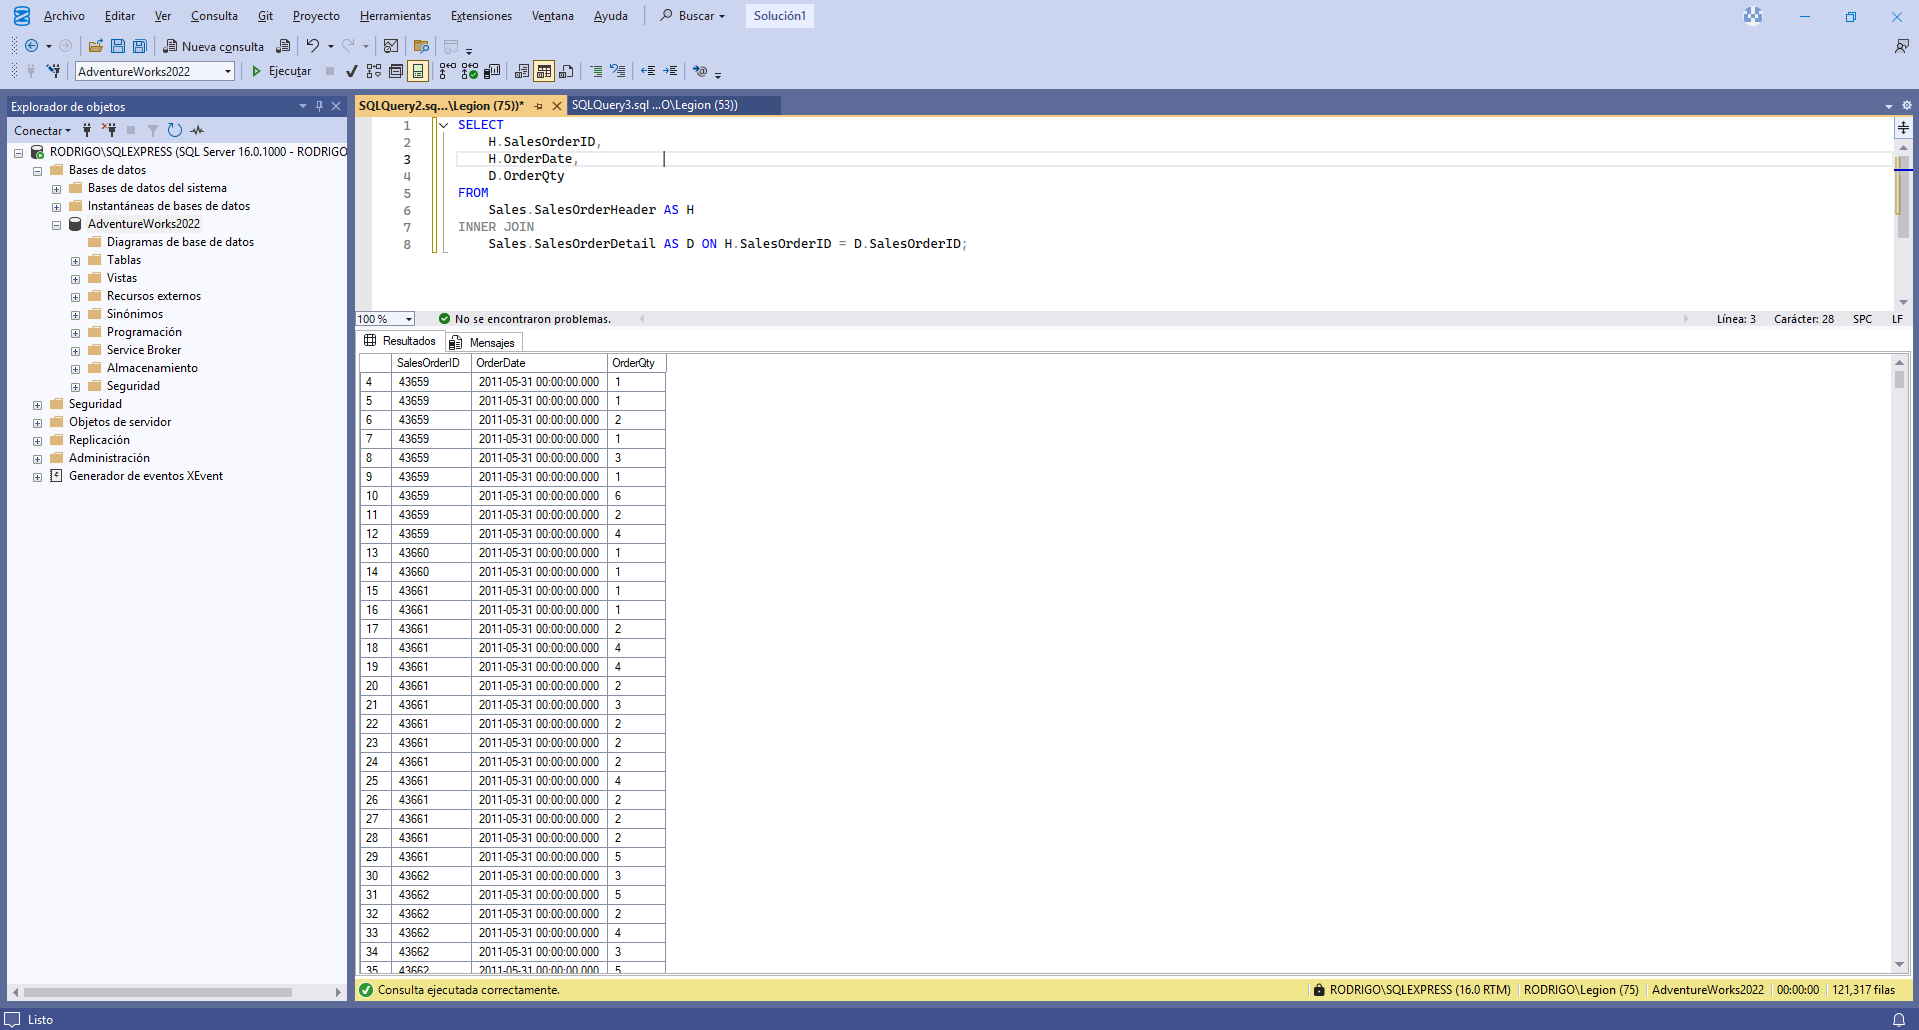 Archivo Editar Ver Consulta Git Proyecto Herramientas Extensiones Ventana Ayuda Buscar Solución1
Nueva consulta
AdventureWorks2022 Ejecutar
Explorador de objetos
Conectar
RODRIGO\SQLEXPRESS (SQL Server 16.0.1000 - RODRIGO
Bases de datos
Bases de datos del sistema
Instantáneas de bases de datos
AdventureWorks2022
Diagramas de base de datos
Tablas
Vistas
Recursos externos
Sinónimos
Programación
Service Broker
Almacenamiento
Seguridad
Seguridad
Objetos de servidor
Replicación
Administración
Generador de eventos XEvent
SQLQuery2.sq...\Legion (75))* SQLQuery3.sql ...O\Legion (53))
1 SELECT
2 H.SalesOrderID,
3 H.OrderDate,
4 D.OrderQty
5 FROM
6 Sales.SalesOrderHeader AS H
7 INNER JOIN
8 Sales.SalesOrderDetail AS D ON H.SalesOrderID = D.SalesOrderID;
100 % No se encontraron problemas. Línea: 3 Carácter: 28 SPC LF
Resultados Mensajes
SalesOrderID OrderDate OrderQty
4 43659 2011-05-31 00:00:00.000 1
5 43659 2011-05-31 00:00:00.000 1
6 43659 2011-05-31 00:00:00.000 2
7 43659 2011-05-31 00:00:00.000 1
8 43659 2011-05-31 00:00:00.000 3
9 43659 2011-05-31 00:00:00.000 1
10 43659 2011-05-31 00:00:00.000 6
11 43659 2011-05-31 00:00:00.000 2
12 43659 2011-05-31 00:00:00.000 4
13 43660 2011-05-31 00:00:00.000 1
14 43660 2011-05-31 00:00:00.000 1
15 43661 2011-05-31 00:00:00.000 1
16 43661 2011-05-31 00:00:00.000 1
17 43661 2011-05-31 00:00:00.000 2
18 43661 2011-05-31 00:00:00.000 4
19 43661 2011-05-31 00:00:00.000 4
20 43661 2011-05-31 00:00:00.000 2
21 43661 2011-05-31 00:00:00.000 3
22 43661 2011-05-31 00:00:00.000 2
23 43661 2011-05-31 00:00:00.000 2
24 43661 2011-05-31 00:00:00.000 2
25 43661 2011-05-31 00:00:00.000 4
26 43661 2011-05-31 00:00:00.000 2
27 43661 2011-05-31 00:00:00.000 2
28 43661 2011-05-31 00:00:00.000 2
29 43661 2011-05-31 00:00:00.000 5
30 43662 2011-05-31 00:00:00.000 3
31 43662 2011-05-31 00:00:00.000 5
32 43662 2011-05-31 00:00:00.000 2
33 43662 2011-05-31 00:00:00.000 4
34 43662 2011-05-31 00:00:00.000 3
35 43662 2011-05-31 00:00:00.000 5
Consulta ejecutada correctamente. RODRIGO\SQLEXPRESS (16.0 RTM) RODRIGO\Legion (75) AdventureWorks2022 00:00:00 121,317 filas
Listo